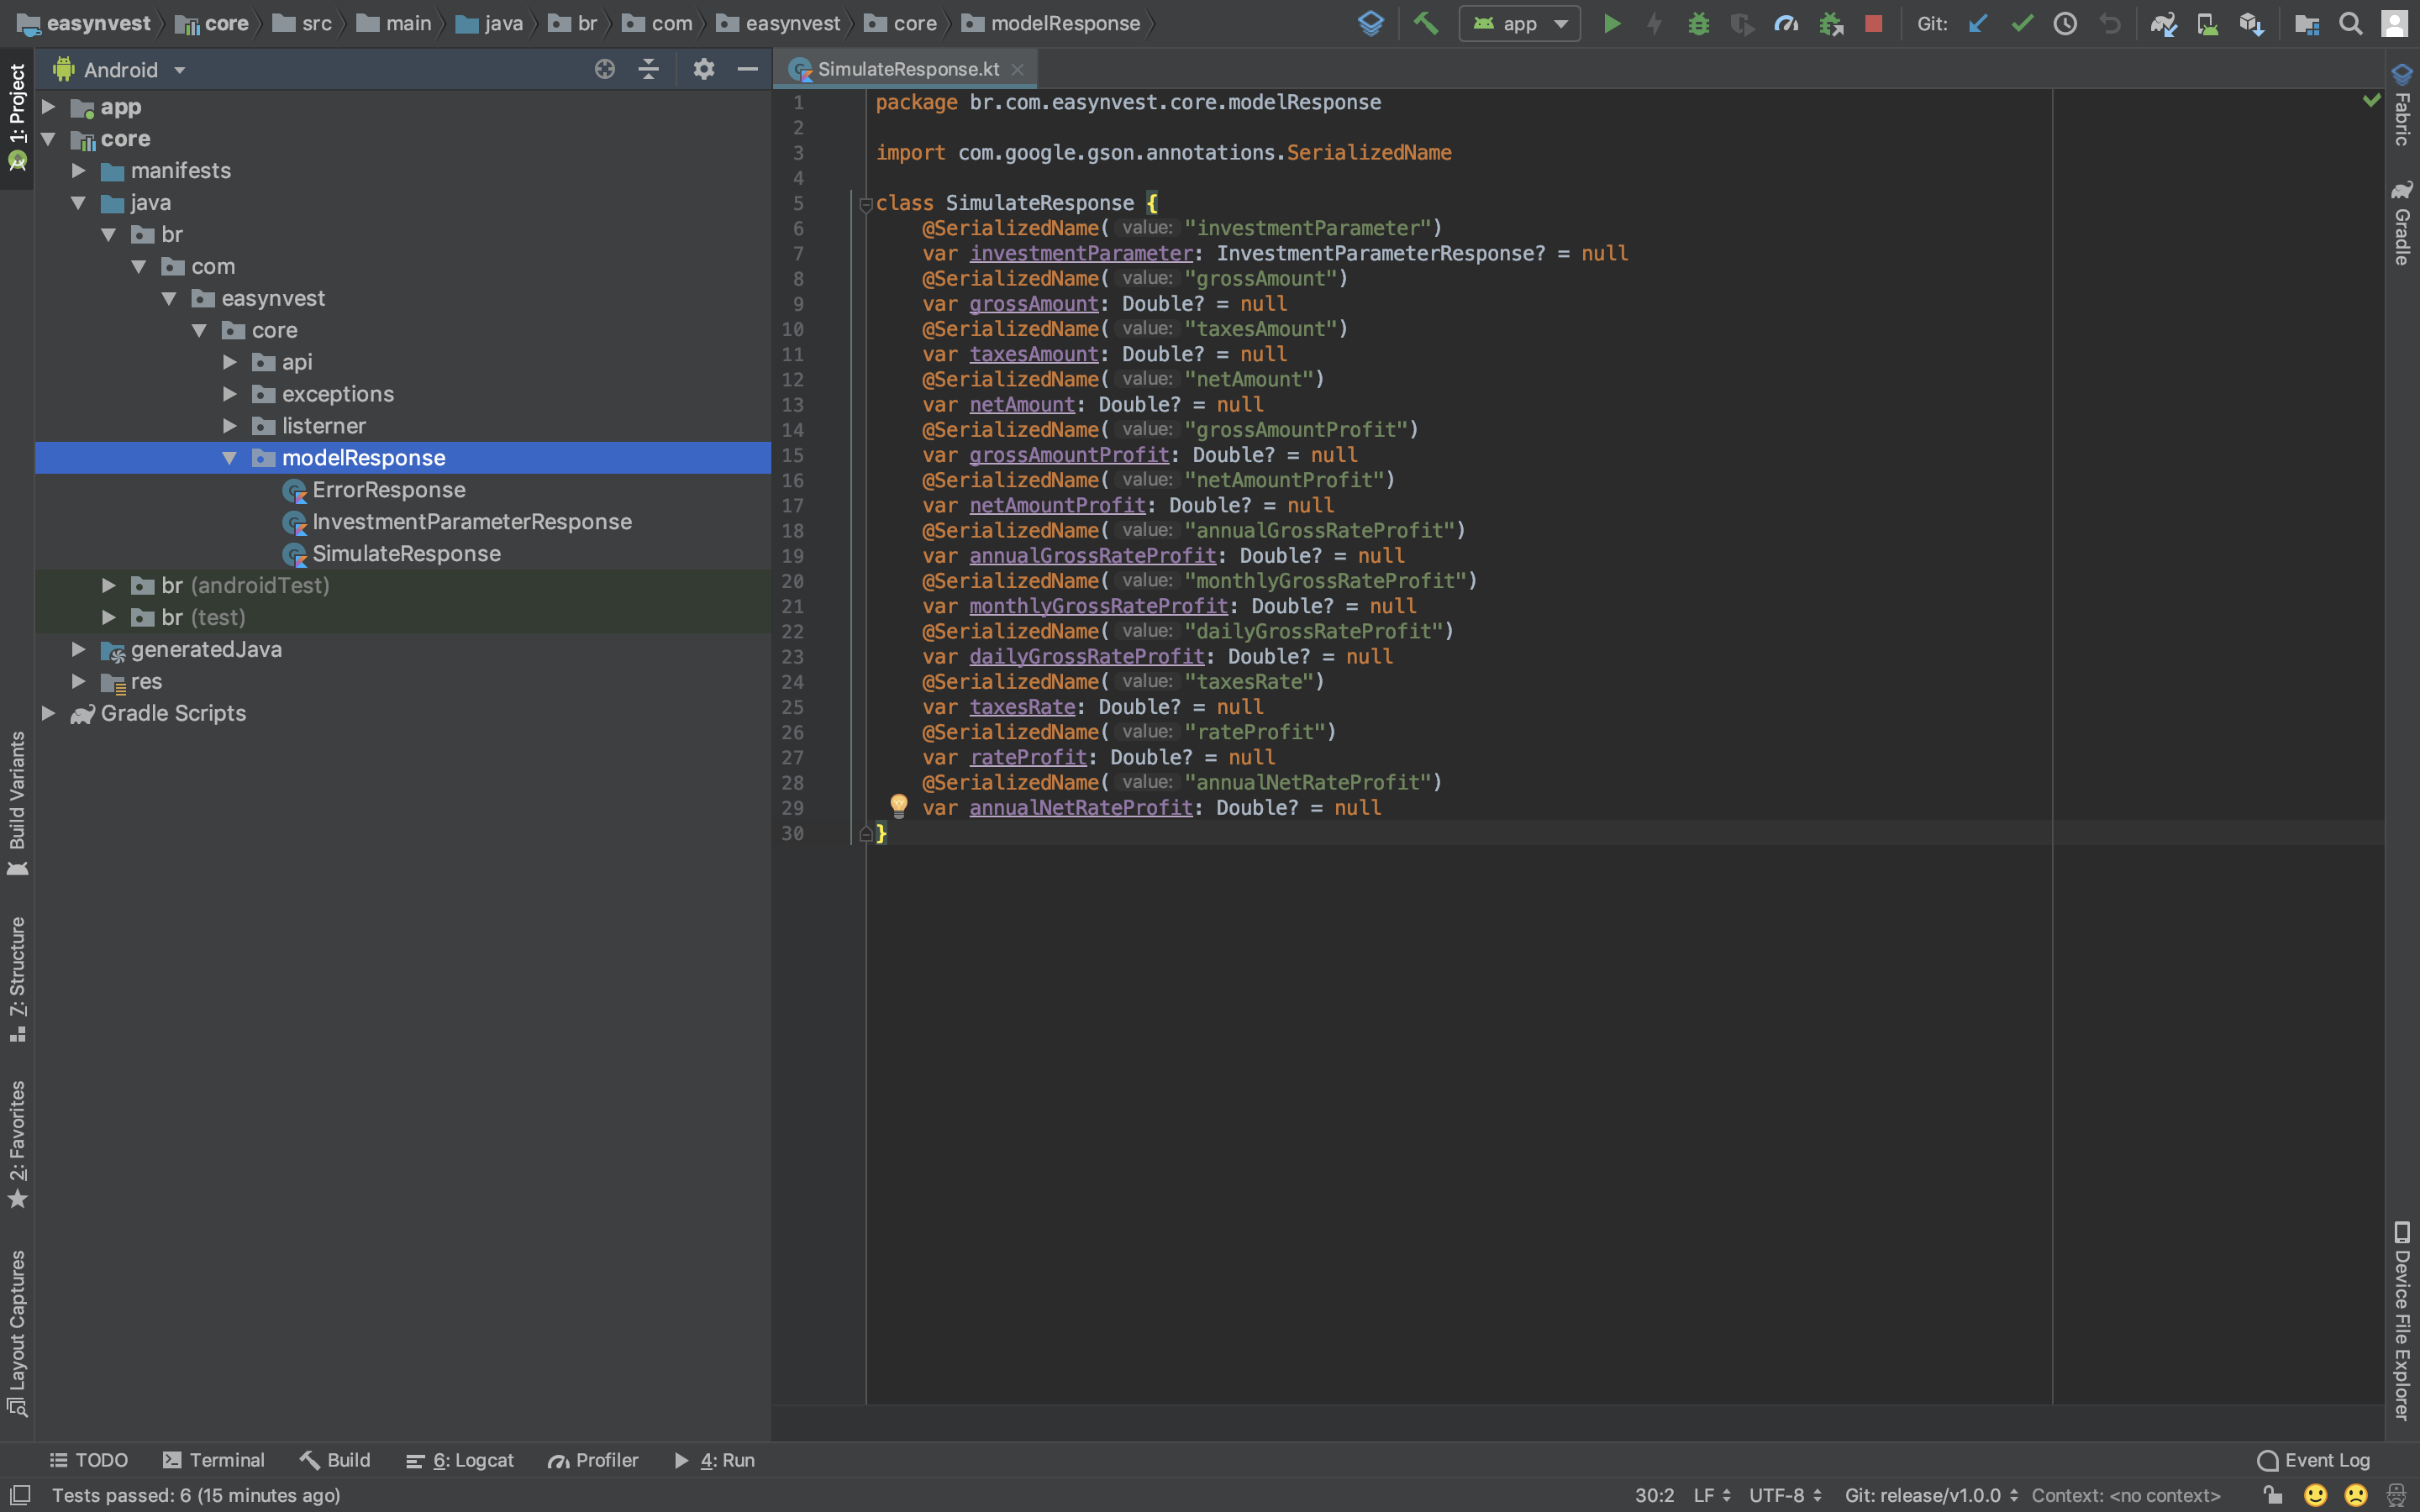 easynvest core src main java br com easynvest core modelResponse app Git:
1: Project
Android
app
core
manifests
java
br
com
easynvest
core
api
exceptions
listerner
modelResponse
ErrorResponse
InvestmentParameterResponse
SimulateResponse
br (androidTest)
br (test)
generatedJava
res
Gradle Scripts
Build Variants
7: Structure
2: Favorites
Layout Captures
SimulateResponse.kt
1 package br.com.easynvest.core.modelResponse
2
3 import com.google.gson.annotations.SerializedName
4
5 class SimulateResponse {
6 @SerializedName( value: "investmentParameter")
7 var investmentParameter: InvestmentParameterResponse? = null
8 @SerializedName( value: "grossAmount")
9 var grossAmount: Double? = null
10 @SerializedName( value: "taxesAmount")
11 var taxesAmount: Double? = null
12 @SerializedName( value: "netAmount")
13 var netAmount: Double? = null
14 @SerializedName( value: "grossAmountProfit")
15 var grossAmountProfit: Double? = null
16 @SerializedName( value: "netAmountProfit")
17 var netAmountProfit: Double? = null
18 @SerializedName( value: "annualGrossRateProfit")
19 var annualGrossRateProfit: Double? = null
20 @SerializedName( value: "monthlyGrossRateProfit")
21 var monthlyGrossRateProfit: Double? = null
22 @SerializedName( value: "dailyGrossRateProfit")
23 var dailyGrossRateProfit: Double? = null
24 @SerializedName( value: "taxesRate")
25 var taxesRate: Double? = null
26 @SerializedName( value: "rateProfit")
27 var rateProfit: Double? = null
28 @SerializedName( value: "annualNetRateProfit")
29 var annualNetRateProfit: Double? = null
30 }
Fabric
Gradle
Device File Explorer
TODO Terminal Build 6: Logcat Profiler 4: Run Event Log
Tests passed: 6 (15 minutes ago) 30:2 LF UTF-8 Git: release/v1.0.0 Context: <no context>